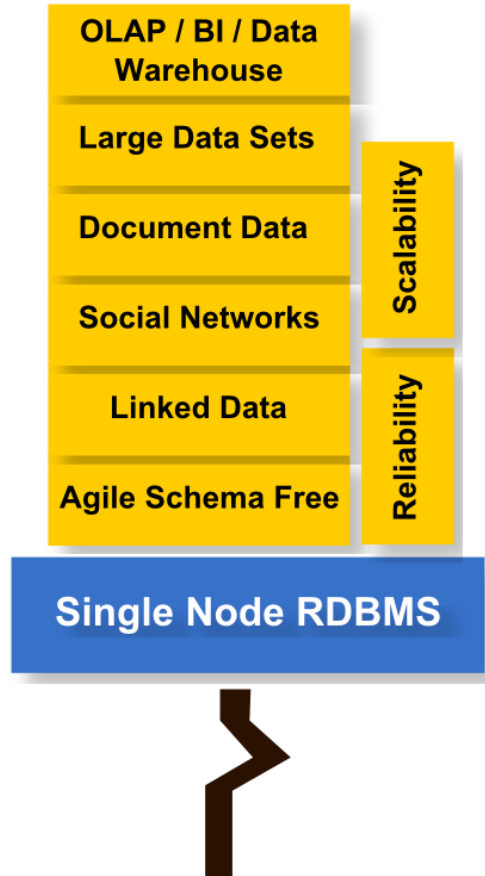 OLAP / BI / Data
Warehouse
Large Data Sets
Document Data
Social Networks
Linked Data
Agile Schema Free
Scalability
Reliability
Single Node RDBMS